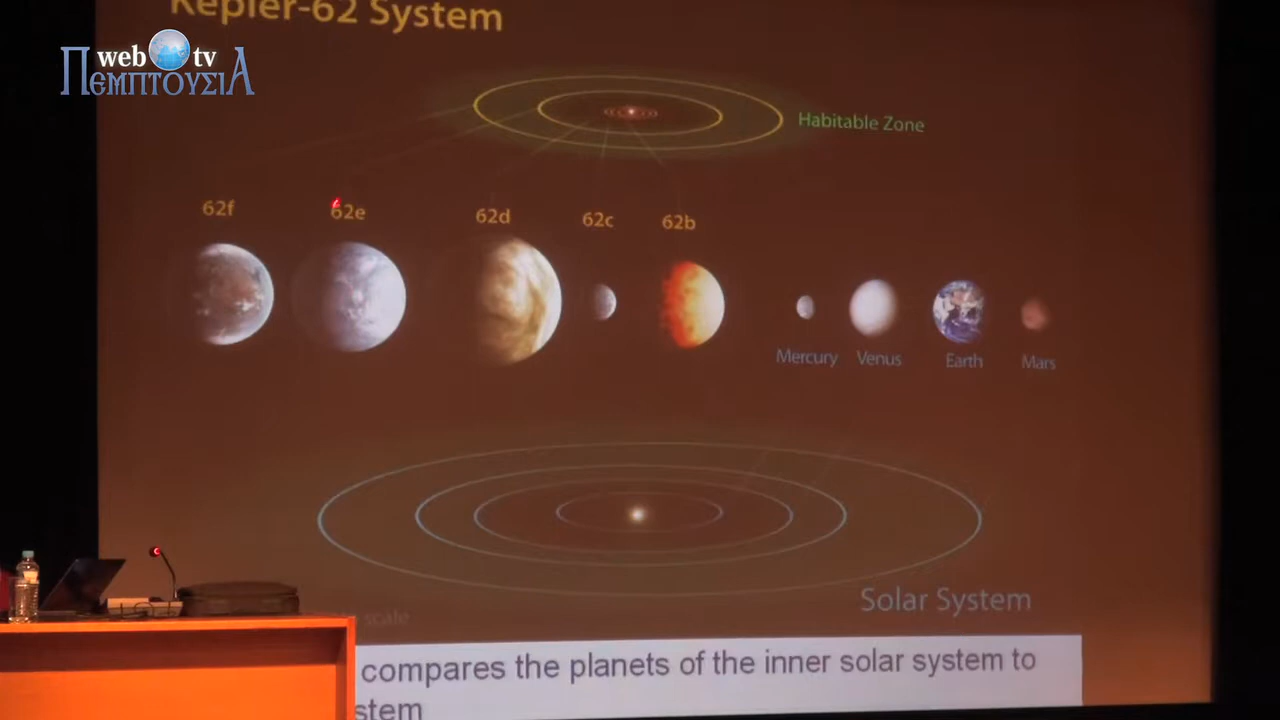 Kepler-62 System
web tv
ΠΕΜΠΤΟΥΣΙΑ
Habitable Zone
62f 62e 62d 62c 62b
Mercury Venus Earth Mars
Solar System
scale
compares the planets of the inner solar system to
stem